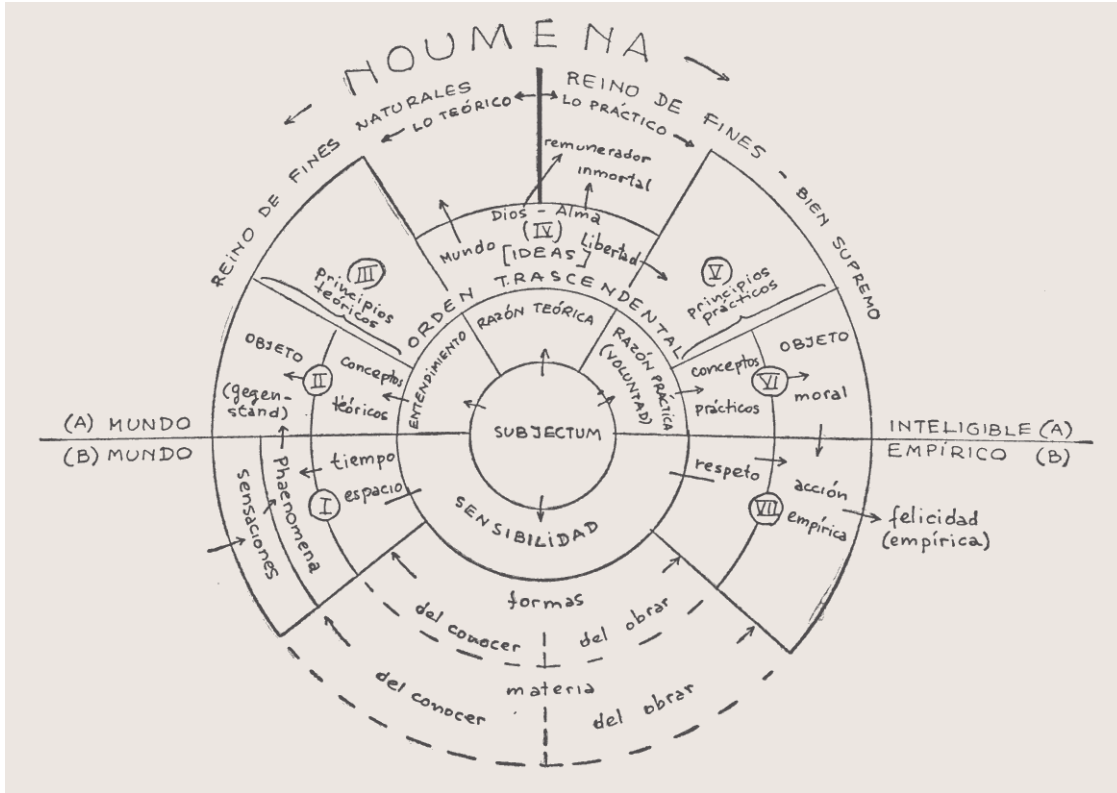 NOUMENA
REINO DE FINES NATURALES
LO TEÓRICO
REINO DE FINES - BIEN SUPREMO
LO PRÁCTICO
remunerador
inmortal
Dios - Alma
(IV)
Mundo
[IDEAS]
Libertad
III
principios
teóricos
V
principios
prácticos
ORDEN TRASCENDENTAL
RAZÓN TEÓRICA
ENTENDIMIENTO
RAZÓN PRÁCTICA
(VOLUNTAD)
OBJETO
(gegen-
stand)
II
conceptos
teóricos
conceptos
prácticos
VI
OBJETO
moral
SUBJECTUM
(A) MUNDO
INTELIGIBLE (A)
(B) MUNDO
EMPÍRICO (B)
sensaciones
Phaenomena
tiempo
espacio
I
SENSIBILIDAD
respeto
VII
acción
empírica
felicidad
(empírica)
formas
del conocer
del obrar
materia
del conocer
del obrar